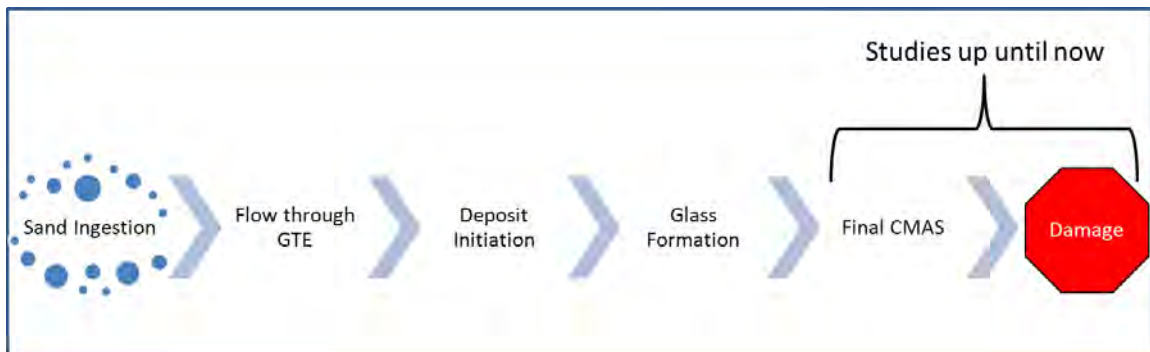 Studies up until now
Sand Ingestion
Flow through
GTE
Deposit
Initiation
Glass
Formation
Final CMAS
Damage